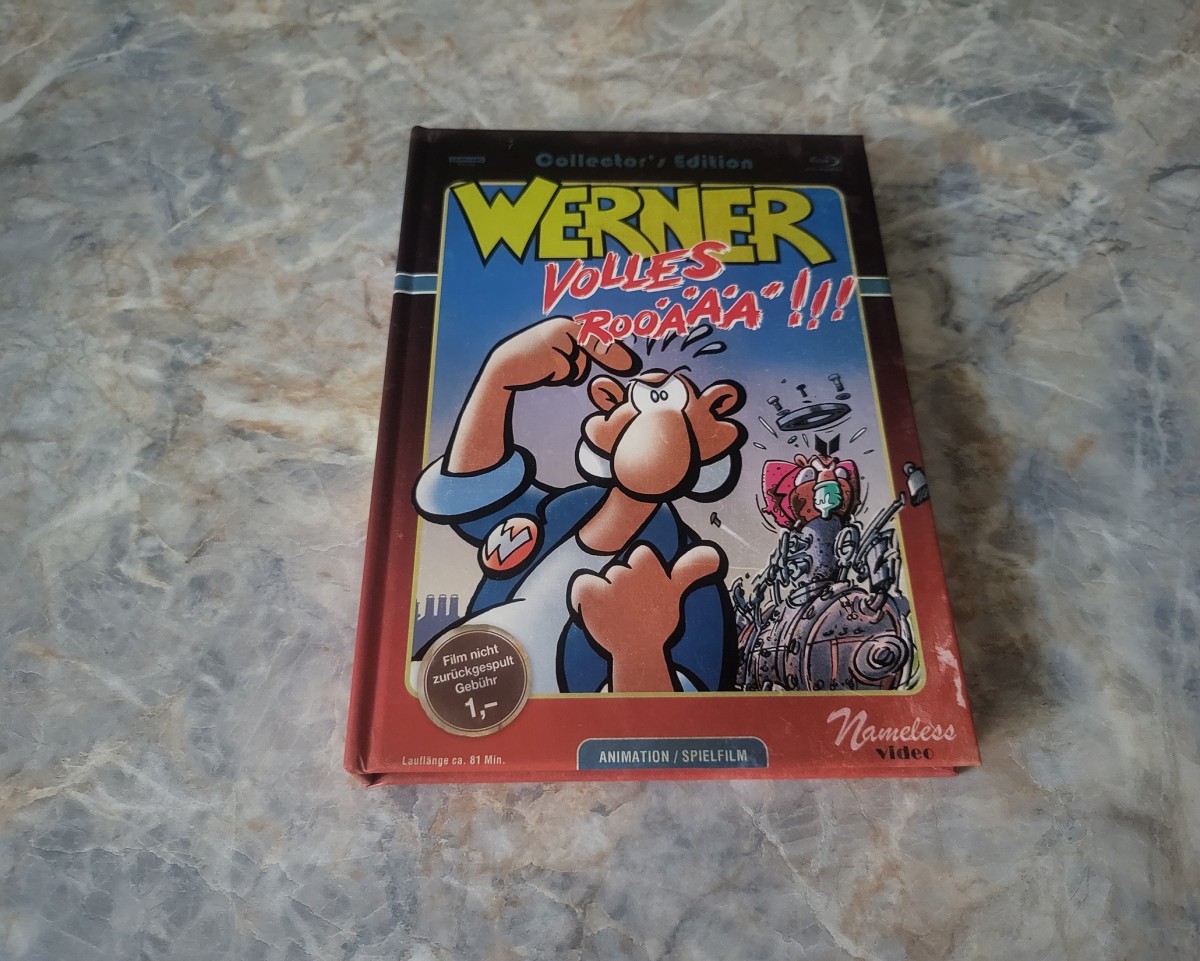 Collector's Edition
WERNER
VOLLES
ROOÄÄÄ!!!
W
Film nicht
zurückgespult
Gebühr
1,–
Lauflänge ca. 81 Min.
ANIMATION / SPIELFILM
Nameless
video